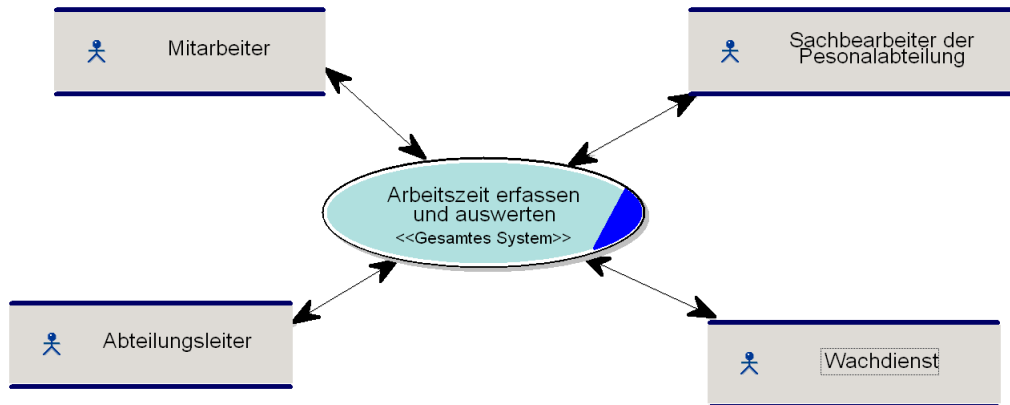 Mitarbeiter
Sachbearbeiter der
Pesonalabteilung
Arbeitszeit erfassen
und auswerten
<<Gesamtes System>>
Abteilungsleiter
Wachdienst